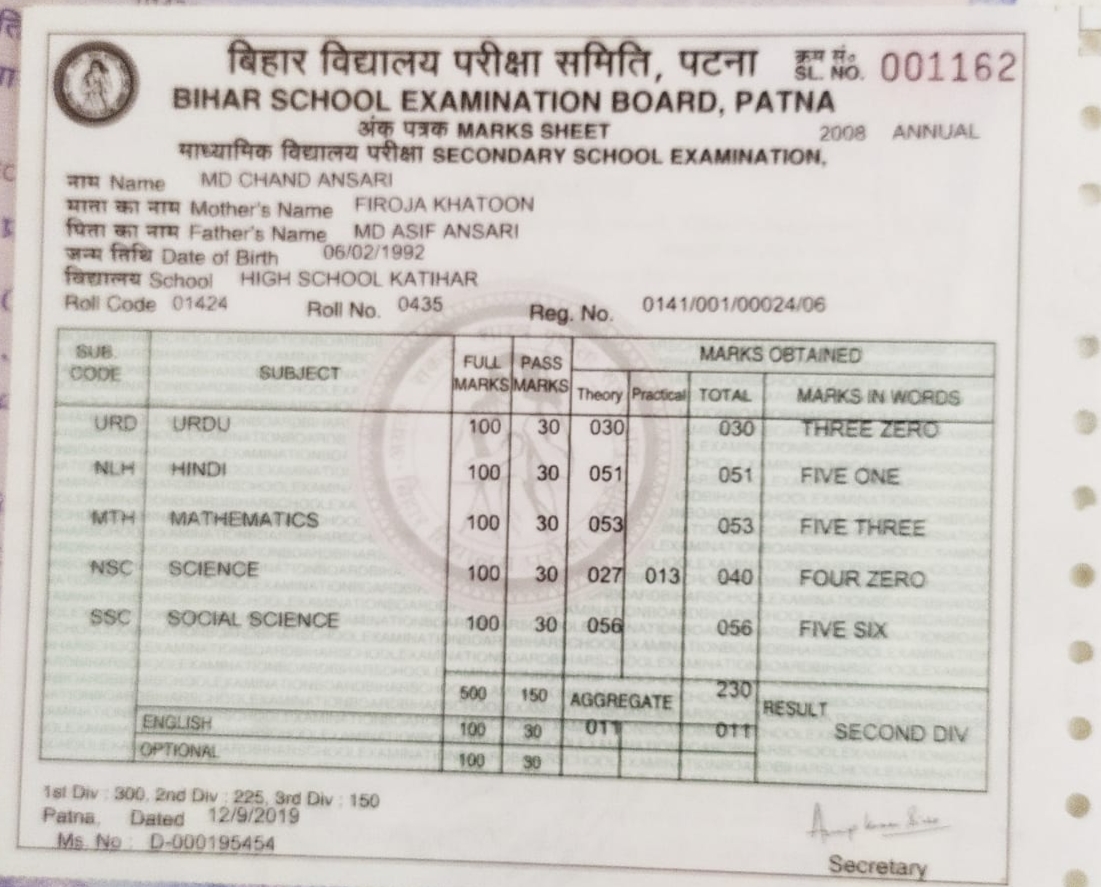 बिहार विद्यालय परीक्षा समिति, पटना
क्रम सं०
SL. NO. 001162
BIHAR SCHOOL EXAMINATION BOARD, PATNA
अंक पत्रक MARKS SHEET 2008 ANNUAL
माध्यामिक विद्यालय परीक्षा SECONDARY SCHOOL EXAMINATION,
नाम Name MD CHAND ANSARI
माता का नाम Mother's Name FIROJA KHATOON
पिता का नाम Father's Name MD ASIF ANSARI
जन्म तिथि Date of Birth 06/02/1992
विद्यालय School HIGH SCHOOL KATIHAR
Roll Code 01424 Roll No. 0435 Reg. No. 0141/001/00024/06
SUB. CODE SUBJECT FULL MARKS PASS MARKS MARKS OBTAINED
Theory Practical TOTAL MARKS IN WORDS
URD URDU 100 30 030 030 THREE ZERO
NLH HINDI 100 30 051 051 FIVE ONE
MTH MATHEMATICS 100 30 053 053 FIVE THREE
NSC SCIENCE 100 30 027 013 040 FOUR ZERO
SSC SOCIAL SCIENCE 100 30 056 056 FIVE SIX
500 150 AGGREGATE 230 RESULT
ENGLISH 100 30 011 011 SECOND DIV
OPTIONAL 100 30
1st Div : 300, 2nd Div : 225, 3rd Div : 150
Patna, Dated 12/9/2019
Ms. No : D-000195454
Secretary